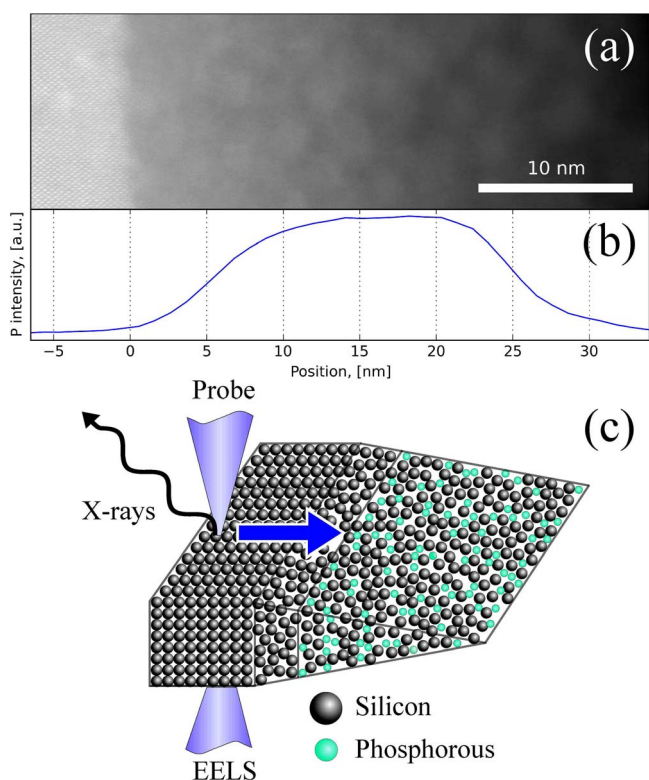 (a)
10 nm
(b)
P intensity, [a.u.]
−5 0 5 10 15 20 25 30
Position, [nm]
Probe
(c)
X-rays
Silicon
Phosphorous
EELS